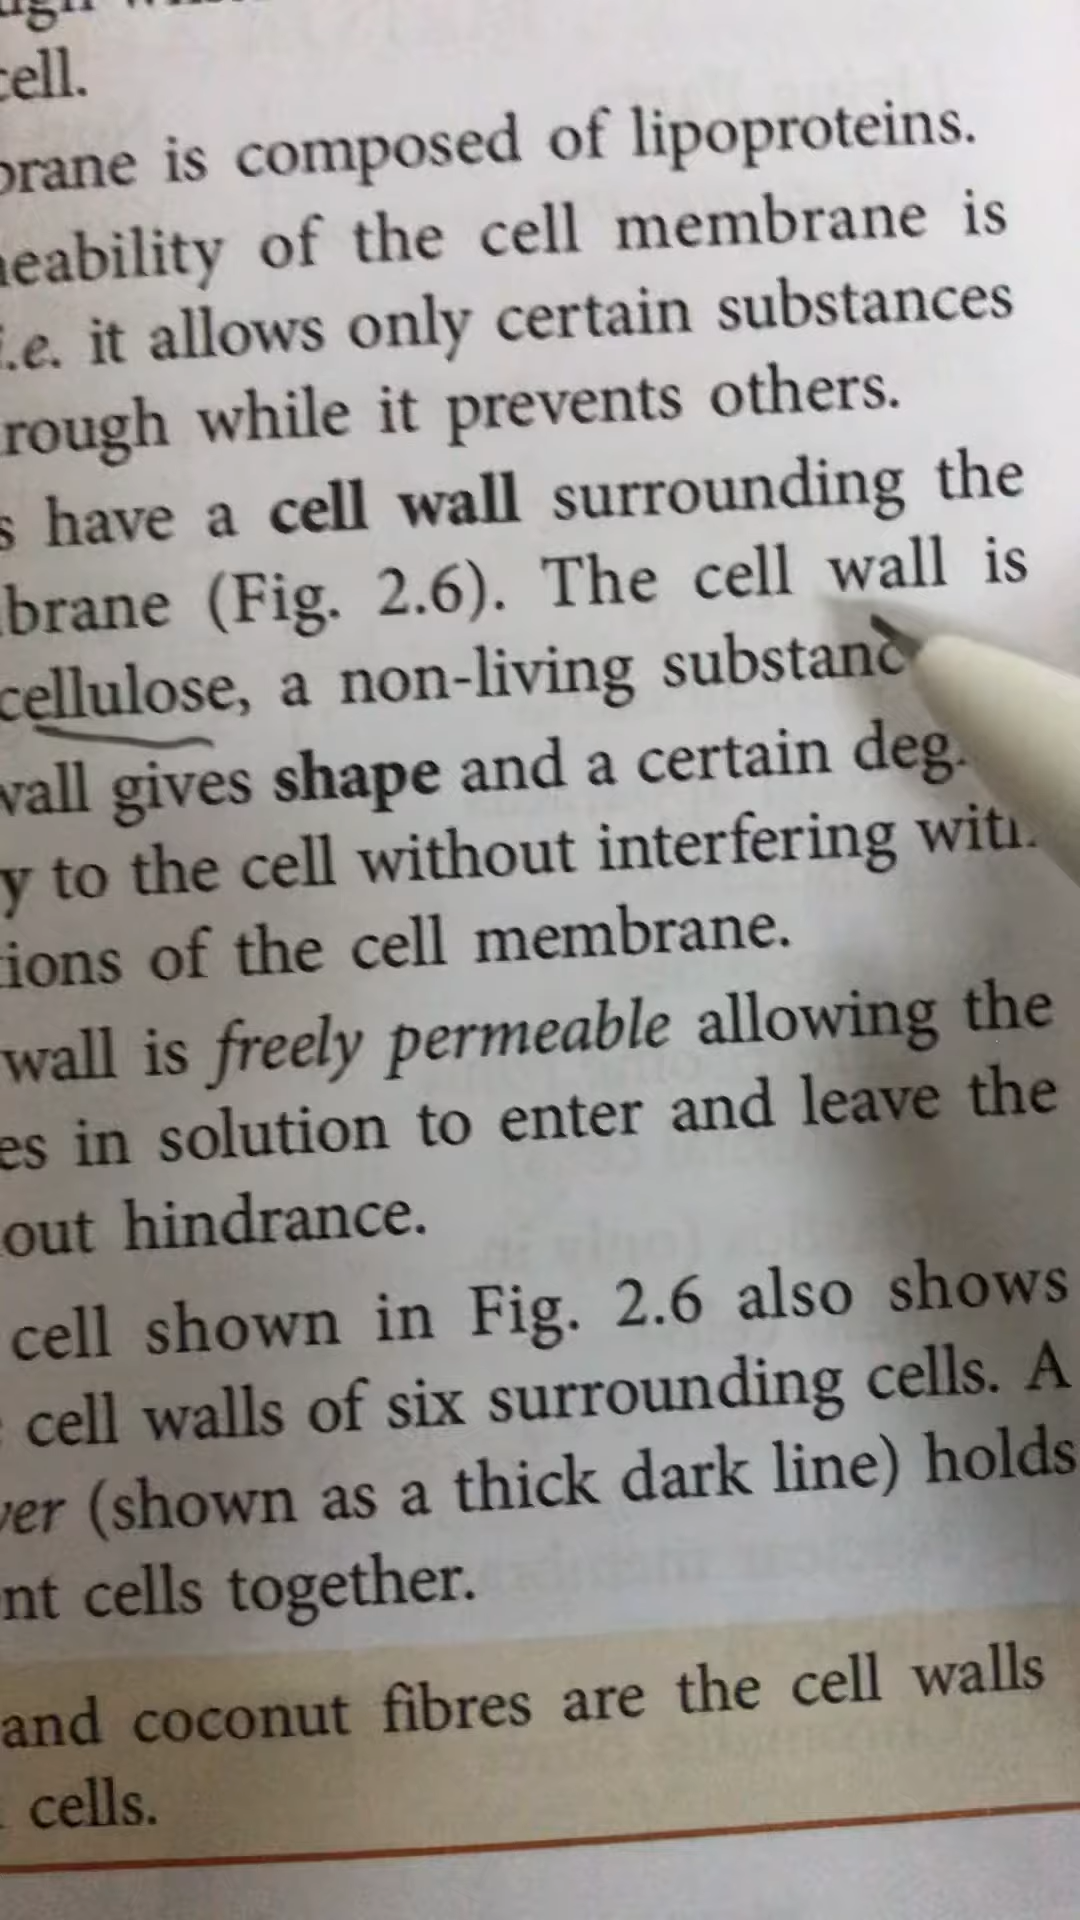 cell.
brane is composed of lipoproteins.
eability of the cell membrane is
i.e. it allows only certain substances
rough while it prevents others.
s have a cell wall surrounding the
brane (Fig. 2.6). The cell wall is
cellulose, a non-living substanc
wall gives shape and a certain deg
y to the cell without interfering with
ions of the cell membrane.
wall is freely permeable allowing the
es in solution to enter and leave the
out hindrance.
cell shown in Fig. 2.6 also shows
cell walls of six surrounding cells. A
yer (shown as a thick dark line) holds
nt cells together.
and coconut fibres are the cell walls
cells.